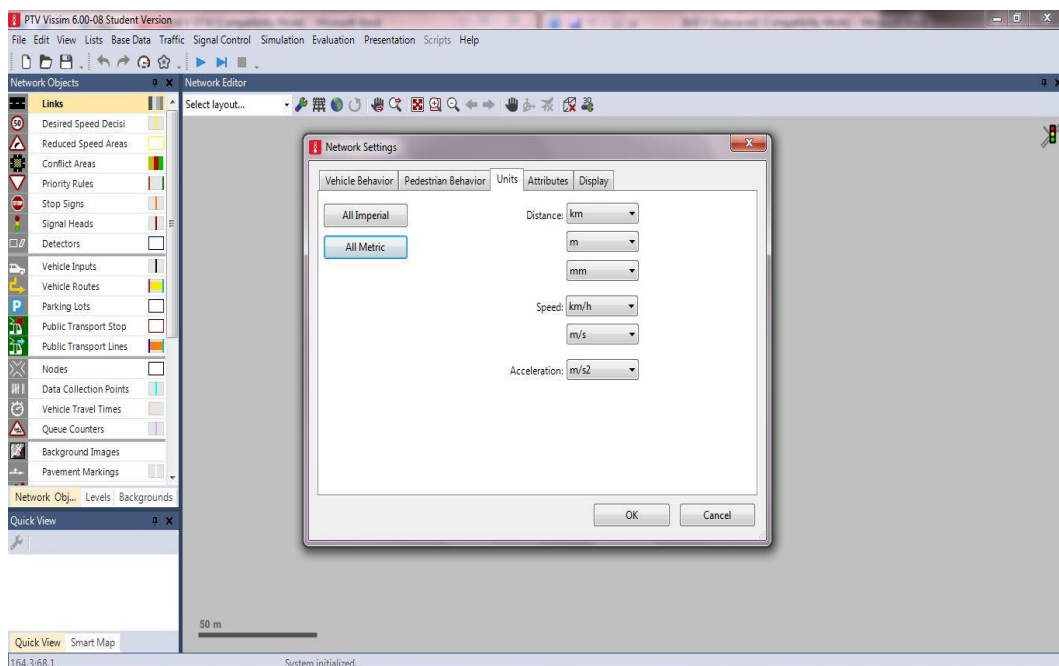 PTV Vissim 6.00-08 Student Version
File Edit View Lists Base Data Traffic Signal Control Simulation Evaluation Presentation Scripts Help
Network Objects
Network Editor
Select layout...
Links
50
Desired Speed Decisi
Reduced Speed Areas
Conflict Areas
Priority Rules
Stop Signs
Signal Heads
Detectors
Vehicle Inputs
Vehicle Routes
P
Parking Lots
Public Transport Stop
Public Transport Lines
Nodes
Data Collection Points
Vehicle Travel Times
Queue Counters
Background Images
Pavement Markings
Network Obj... Levels Backgrounds
Quick View
Quick View Smart Map
Network Settings
Vehicle Behavior Pedestrian Behavior Units Attributes Display
All Imperial Distance: km
All Metric m
mm
Speed: km/h
m/s
Acceleration: m/s2
OK Cancel
50 m
164.3:68.1 System initialized.